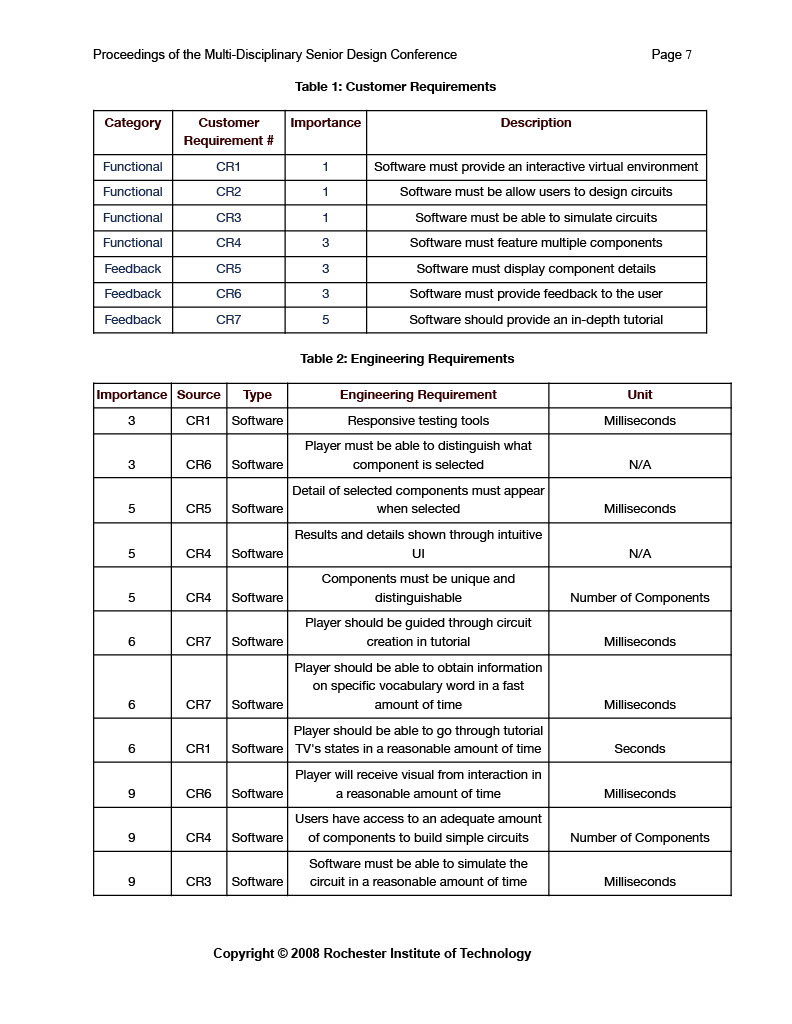 Proceedings of the Multi-Disciplinary Senior Design Conference Page 7
Table 1: Customer Requirements
Category Customer Requirement # Importance Description
Functional CR1 1 Software must provide an interactive virtual environment
Functional CR2 1 Software must be allow users to design circuits
Functional CR3 1 Software must be able to simulate circuits
Functional CR4 3 Software must feature multiple components
Feedback CR5 3 Software must display component details
Feedback CR6 3 Software must provide feedback to the user
Feedback CR7 5 Software should provide an in-depth tutorial
Table 2: Engineering Requirements
Importance Source Type Engineering Requirement Unit
3 CR1 Software Responsive testing tools Milliseconds
Player must be able to distinguish what
3 CR6 Software component is selected N/A
Detail of selected components must appear
5 CR5 Software when selected Milliseconds
Results and details shown through intuitive
5 CR4 Software UI N/A
Components must be unique and
5 CR4 Software distinguishable Number of Components
Player should be guided through circuit
6 CR7 Software creation in tutorial Milliseconds
Player should be able to obtain information
on specific vocabulary word in a fast
6 CR7 Software amount of time Milliseconds
Player should be able to go through tutorial
6 CR1 Software TV's states in a reasonable amount of time Seconds
Player will receive visual from interaction in
9 CR6 Software a reasonable amount of time Milliseconds
Users have access to an adequate amount
9 CR4 Software of components to build simple circuits Number of Components
Software must be able to simulate the
9 CR3 Software circuit in a reasonable amount of time Milliseconds
Copyright © 2008 Rochester Institute of Technology